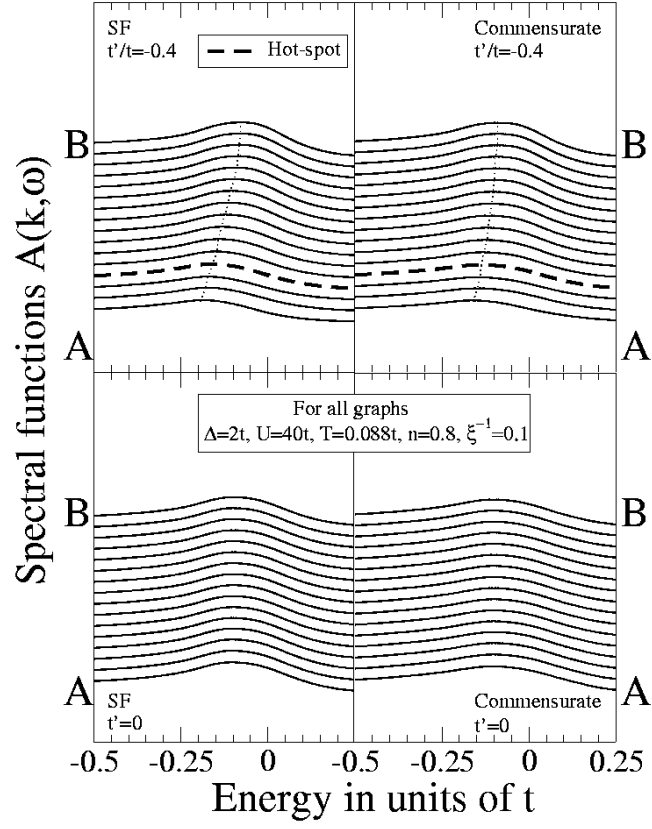 SF
t'/t=-0.4
Hot-spot
Commensurate
t'/t=-0.4
B
B
A
A
Spectral functions A(k,ω)
For all graphs
Δ=2t, U=40t, T=0.088t, n=0.8, ξ⁻¹=0.1
B
B
A
A
SF
t'=0
Commensurate
t'=0
-0.5 -0.25 0 -0.5 -0.25 0 0.25
Energy in units of t